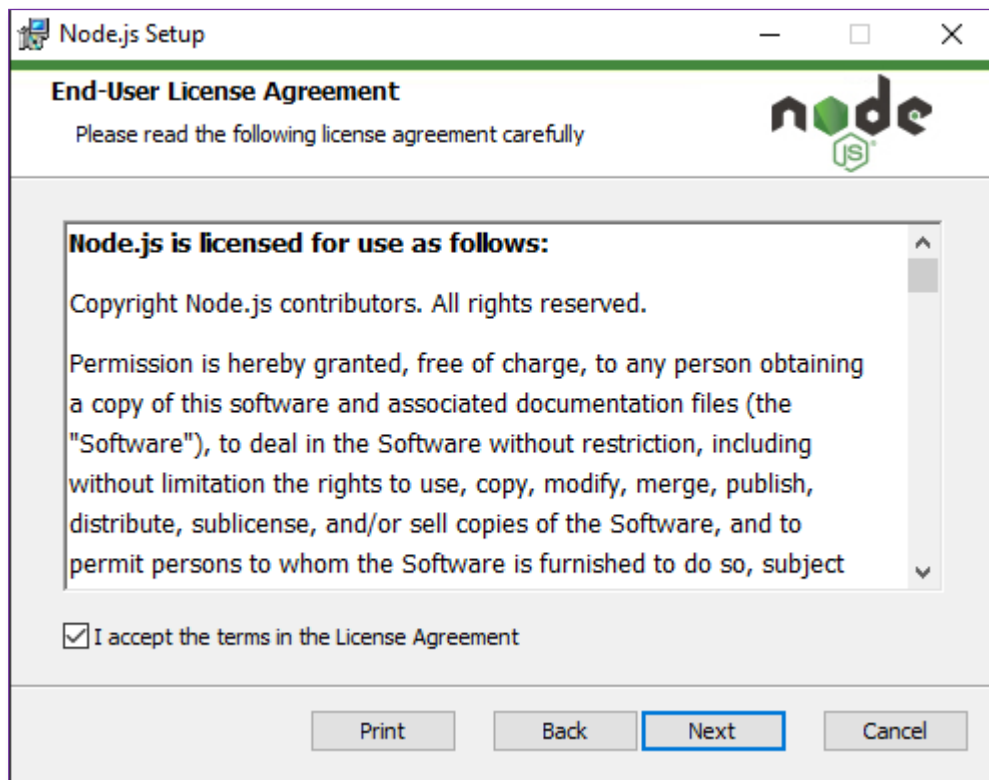 Node.js Setup
End-User License Agreement
Please read the following license agreement carefully
node
JS®
Node.js is licensed for use as follows:
Copyright Node.js contributors. All rights reserved.
Permission is hereby granted, free of charge, to any person obtaining
a copy of this software and associated documentation files (the
"Software"), to deal in the Software without restriction, including
without limitation the rights to use, copy, modify, merge, publish,
distribute, sublicense, and/or sell copies of the Software, and to
permit persons to whom the Software is furnished to do so, subject
I accept the terms in the License Agreement
Print Back Next Cancel